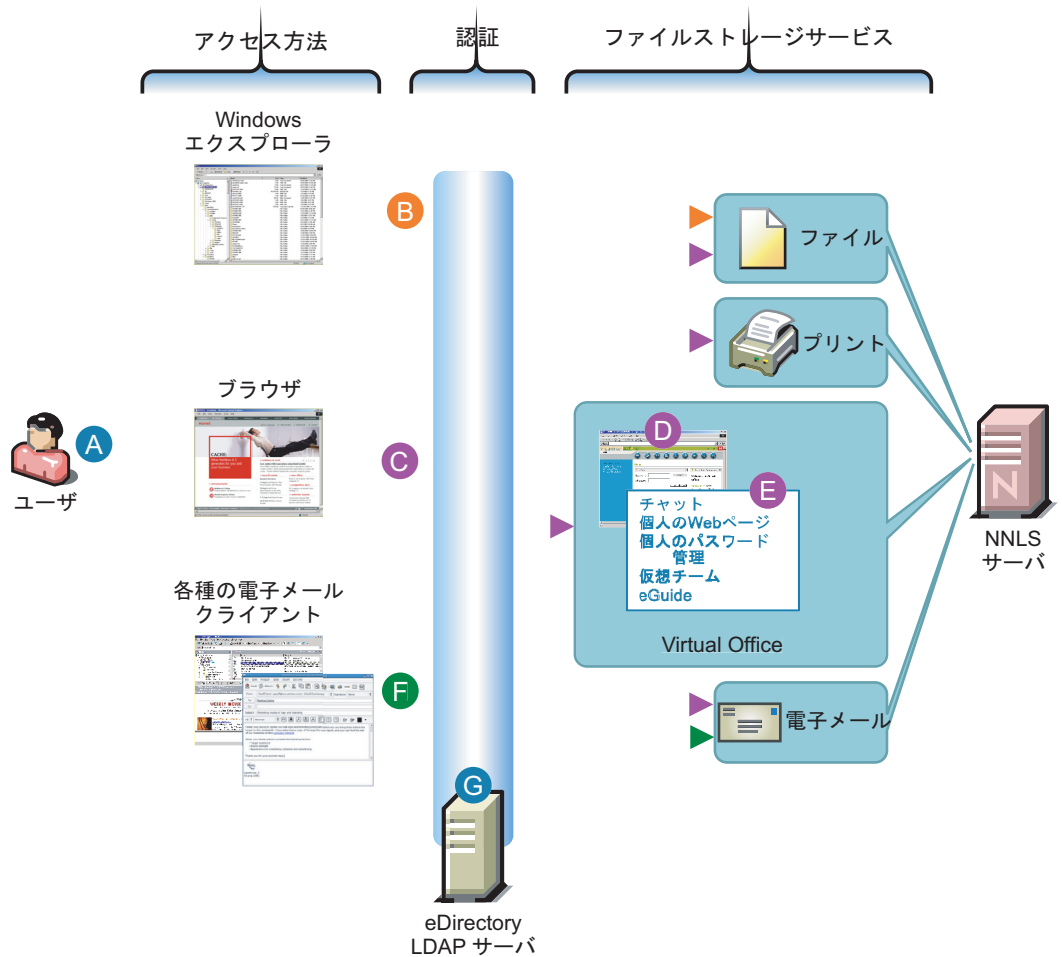 アクセス方法
認証
ファイルストレージサービス
Windows
エクスプローラ
B
ファイル
プリント
ブラウザ
A
ユーザ
C
D
E
チャット
個人のWebページ
個人のパスワード
管理
仮想チーム
eGuide
Virtual Office
N
NNLS
サーバ
各種の電子メール
クライアント
F
電子メール
G
eDirectory
LDAP サーバ